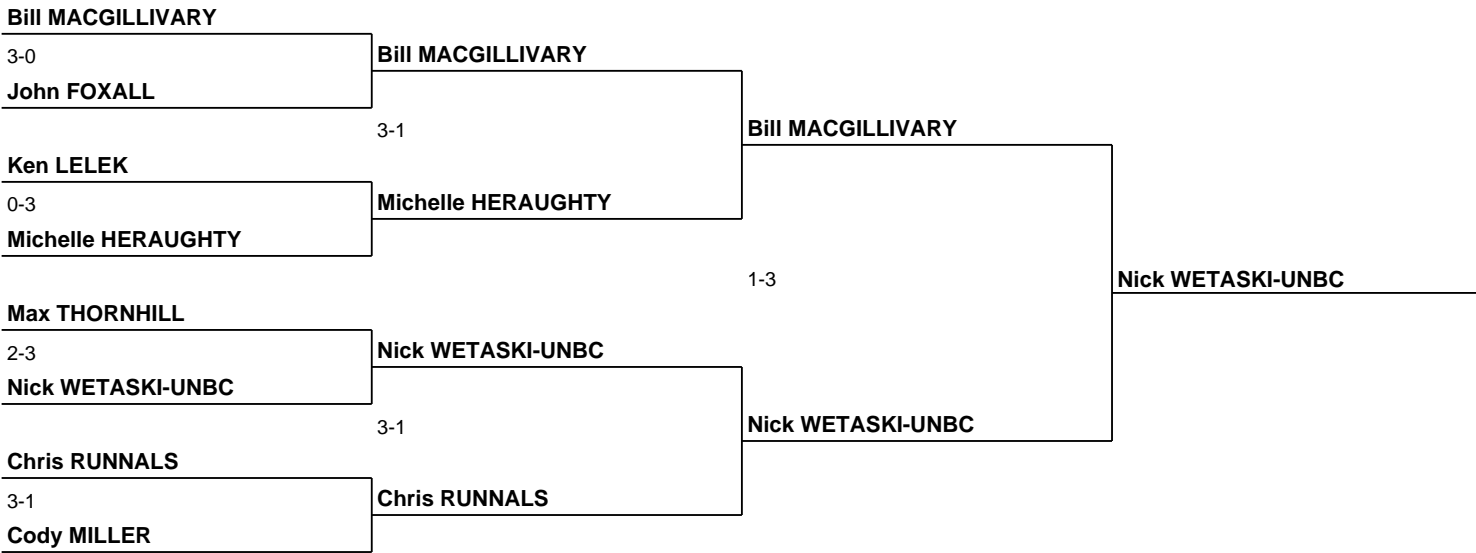 Bill MACGILLIVARY
3-0
Bill MACGILLIVARY
John FOXALL
3-1
Bill MACGILLIVARY
Ken LELEK
0-3
Michelle HERAUGHTY
Michelle HERAUGHTY
1-3
Nick WETASKI-UNBC
Max THORNHILL
2-3
Nick WETASKI-UNBC
Nick WETASKI-UNBC
3-1
Nick WETASKI-UNBC
Chris RUNNALS
3-1
Chris RUNNALS
Cody MILLER